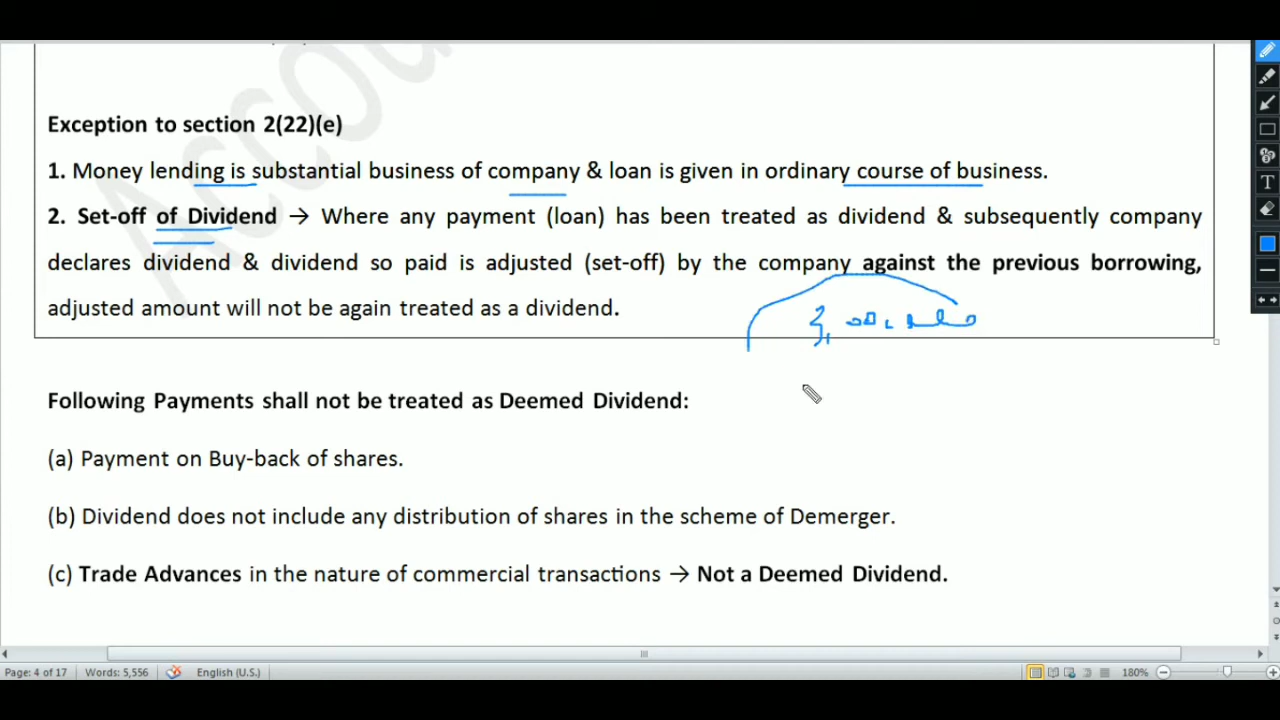 Exception to section 2(22)(e)
1. Money lending is substantial business of company & loan is given in ordinary course of business.
2. Set-off of Dividend → Where any payment (loan) has been treated as dividend & subsequently company
declares dividend & dividend so paid is adjusted (set-off) by the company against the previous borrowing,
adjusted amount will not be again treated as a dividend.
Following Payments shall not be treated as Deemed Dividend:
(a) Payment on Buy-back of shares.
(b) Dividend does not include any distribution of shares in the scheme of Demerger.
(c) Trade Advances in the nature of commercial transactions → Not a Deemed Dividend.
Page: 4 of 17 Words: 5,556 English (U.S.) 180%